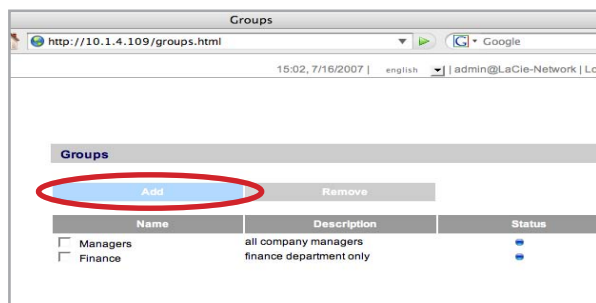 Groups
http://10.1.4.109/groups.html Google
15:02, 7/16/2007 | english | admin@LaCie-Network |
Groups
Add Remove
Name Description Status
Managers all company managers
Finance finance department only